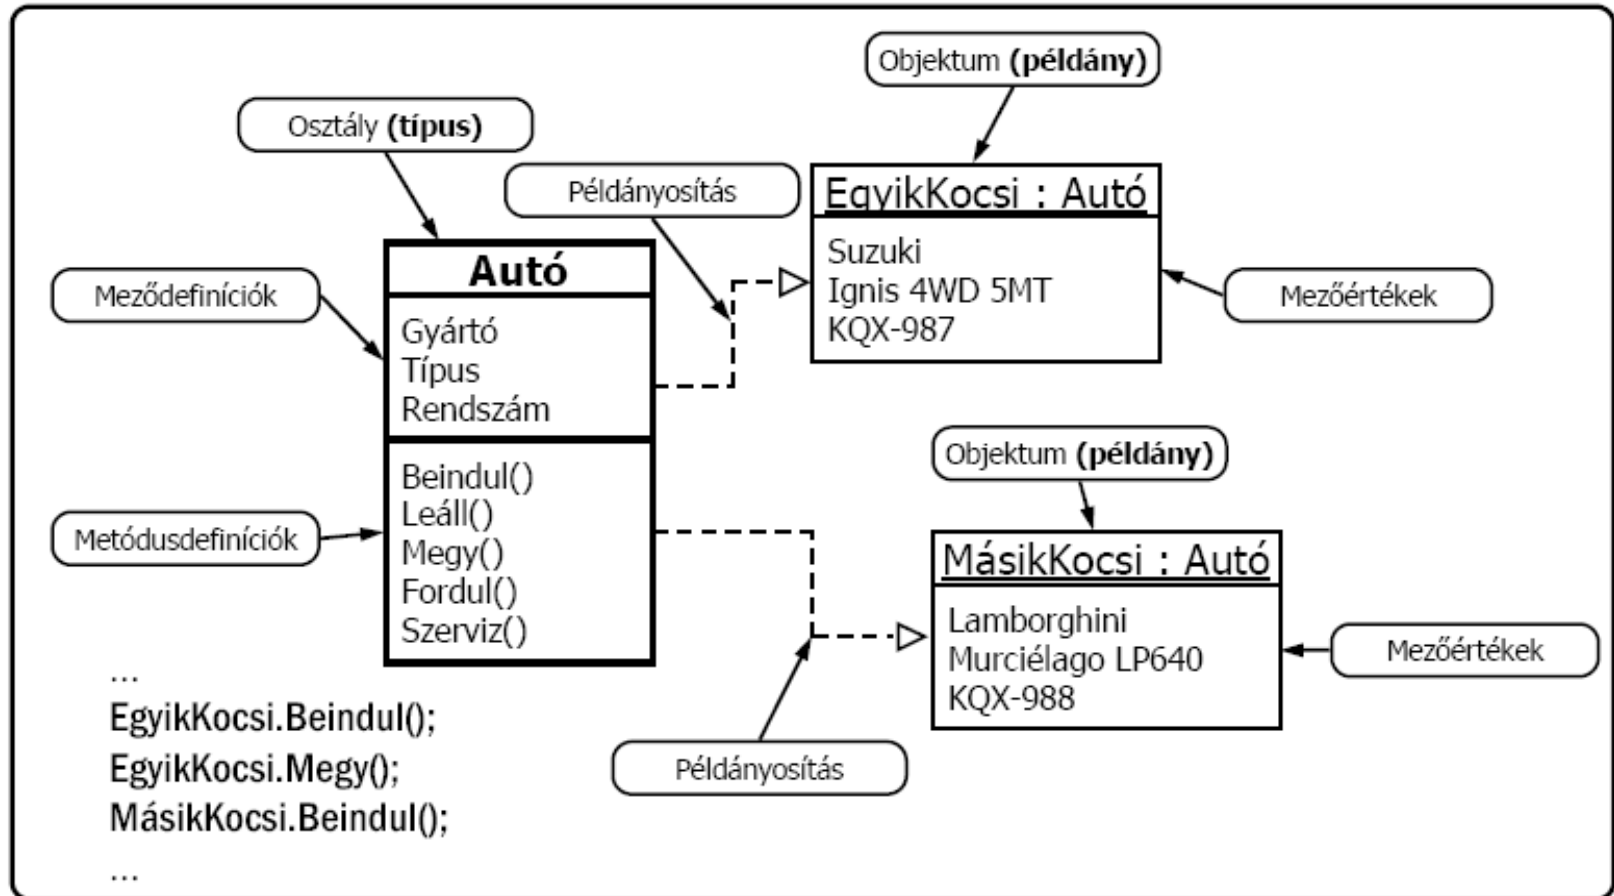 Objektum (példány)
Osztály (típus)
Példányosítás
EgyikKocsi : Autó
Suzuki
Ignis 4WD 5MT
KQX-987
Mezőértékek
Meződefiníciók
Autó
Gyártó
Típus
Rendszám
Beindul()
Leáll()
Megy()
Fordul()
Szerviz()
Metódusdefiníciók
Objektum (példány)
MásikKocsi : Autó
Lamborghini
Murciélago LP640
KQX-988
Mezőértékek
Példányosítás
...
EgyikKocsi.Beindul();
EgyikKocsi.Megy();
MásikKocsi.Beindul();
...